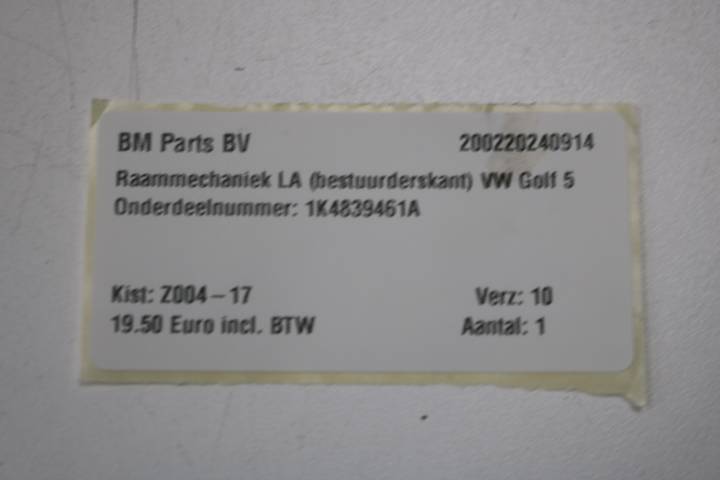 BM Parts BV 200220240914
Raammechaniek LA (bestuurderskant) VW Golf 5
Onderdeelnummer: 1K4839461A
Kist: Z004-17 Verz: 10
19.50 Euro incl. BTW Aantal: 1